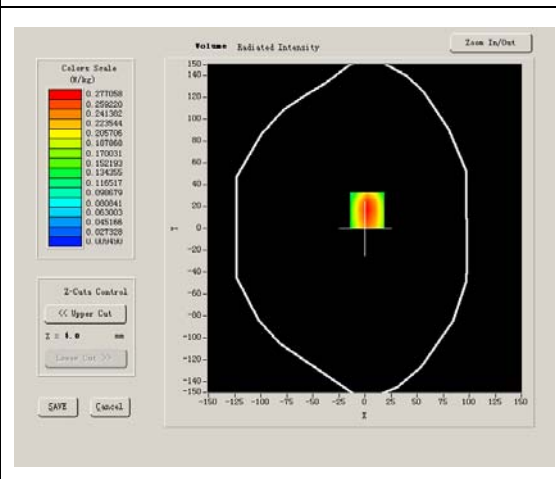 Volume Radiated Intensity
Zoom In/Out
Colors Scale
(W/kg)
0.277058
0.259220
0.241382
0.223544
0.205706
0.187868
0.170031
0.152193
0.134355
0.116517
0.098679
0.080841
0.063003
0.045166
0.027328
0.009490
150
140
120
100
80
60
40
20
0
-20
-40
-60
-80
-100
-120
-140
-150
Y
-150 -125 -100 -75 -50 -25 0 25 50 75 100 125 150
X
Z-Cuts Control
<< Upper Cut
Z = 4.0 mm
Lower Cut >>
SAVE
Cancel